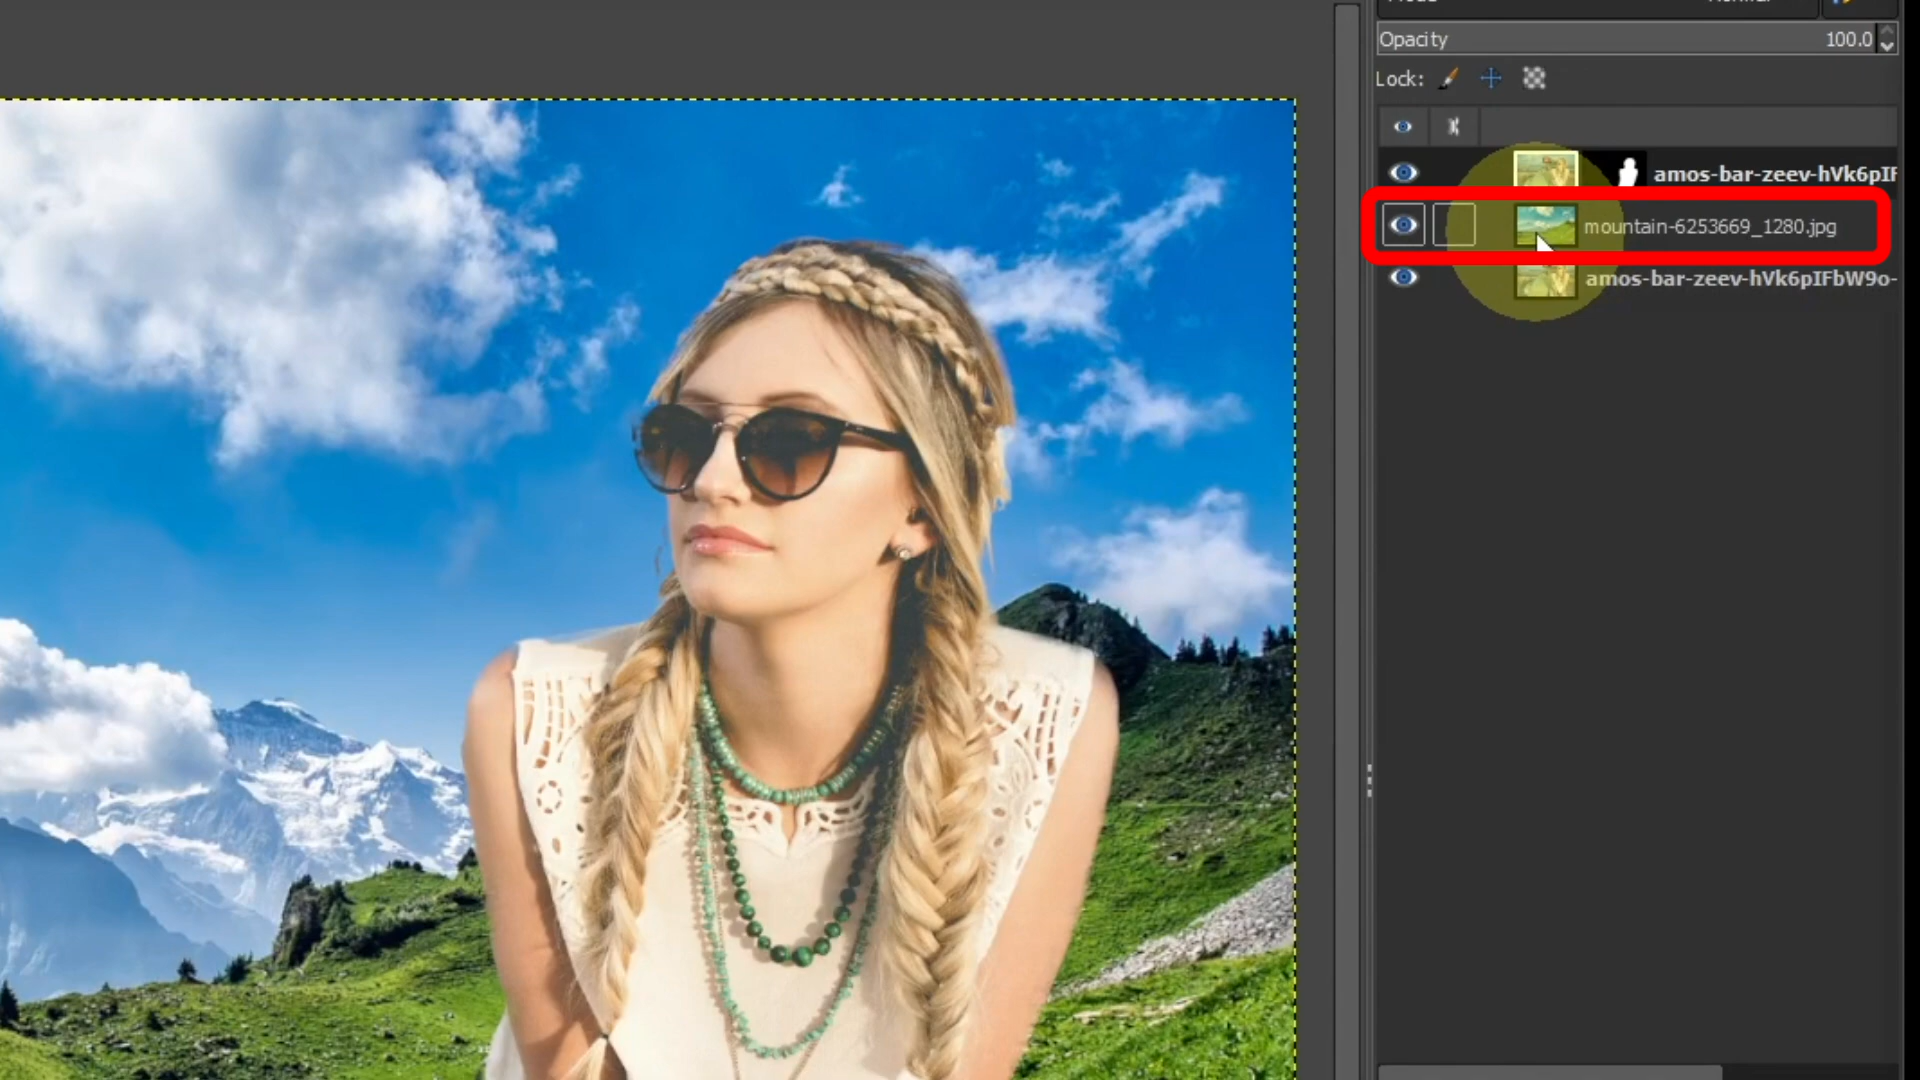 Opacity 100.0
Lock:
amos-bar-zeev-hVk6pIF
mountain-6253669_1280.jpg
amos-bar-zeev-hVk6pIFbW9o-